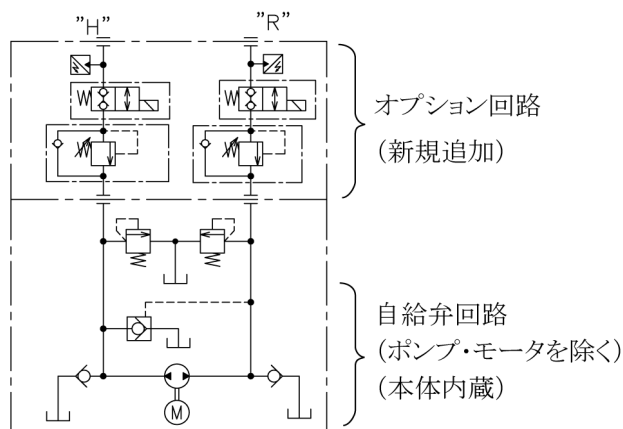 "H"
"R"
オプション回路
(新規追加)
自給弁回路
(ポンプ・モータを除く)
(本体内蔵)
M